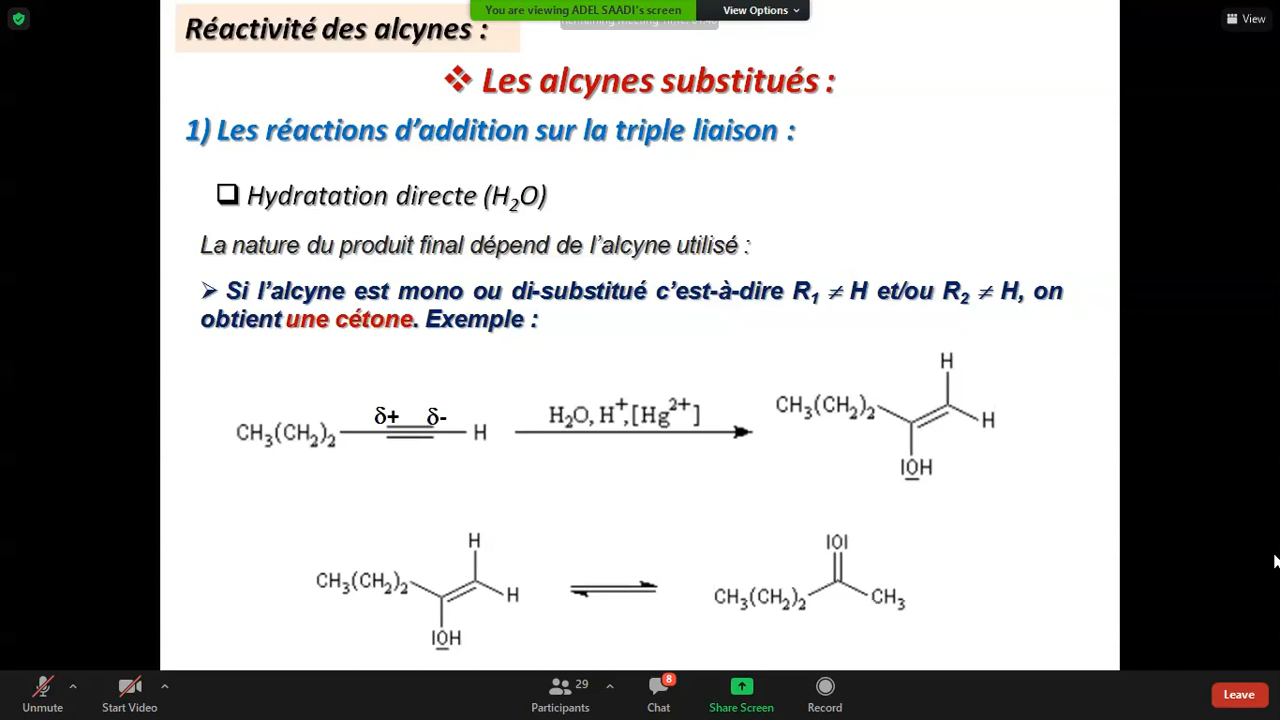 You are viewing ADEL SAADI's screen
View Options
View
Réactivité des alcynes :
❖ Les alcynes substitués :
1) Les réactions d’addition sur la triple liaison :
❑ Hydratation directe (H₂O)
La nature du produit final dépend de l’alcyne utilisé :
➢ Si l’alcyne est mono ou di-substitué c’est-à-dire R₁ ≠ H et/ou R₂ ≠ H, on
obtient une cétone. Exemple :
CH₃(CH₂)₂ δ+ δ- H
H₂O, H⁺,[Hg²⁺]
CH₃(CH₂)₂ H H IOH
CH₃(CH₂)₂ H H IOH
CH₃(CH₂)₂ IOI CH₃
Unmute
Start Video
29
Participants
8
Chat
Share Screen
Record
Leave